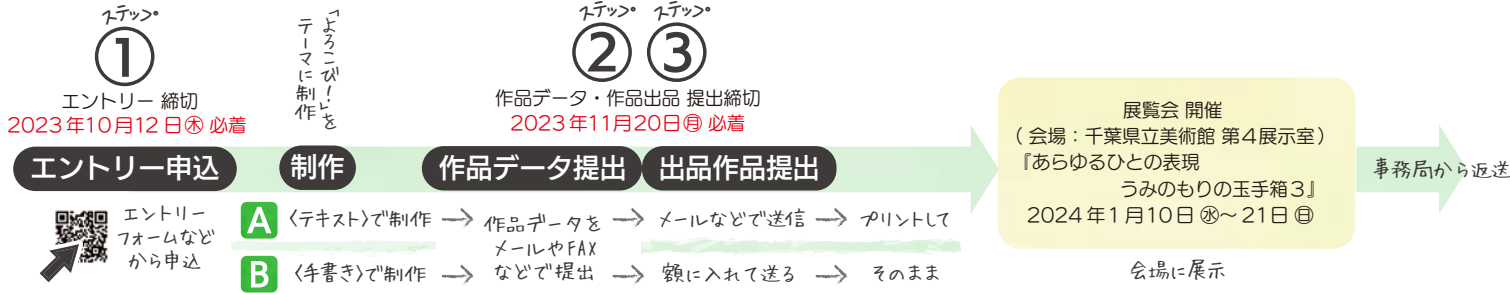 ステップ
①
エントリー 締切
2023年10月12日㊍必着
エントリー申込
エントリー
フォームなど
から申込
「よろこび!」を
テーマに制作
制作
ステップ ステップ
② ③
作品データ・作品出品 提出締切
2023年11月20日㊊必着
作品データ提出
出品作品提出
A 〈テキスト〉で制作 → 作品データを
メールやFAX
などで提出 → メールなどで送信 → プリントして
B 〈手書き〉で制作 → → 額に入れて送る → そのまま
展覧会 開催
(会場:千葉県立美術館 第4展示室)
『あらゆるひとの表現
うみのもりの玉手箱3』
2024年1月10日㊌~21日㊐
会場に展示
事務局から返送